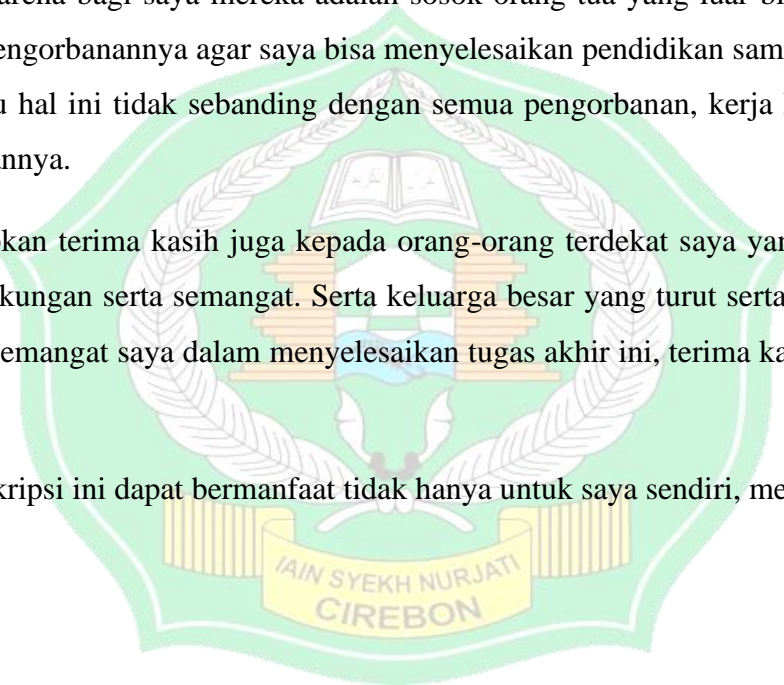 arena bagi saya mereka adalah sosok orang tua yang luar bi
engorbanannya agar saya bisa menyelesaikan pendidikan sam
u hal ini tidak sebanding dengan semua pengorbanan, kerja
annya.
kan terima kasih juga kepada orang-orang terdekat saya yan
kungan serta semangat. Serta keluarga besar yang turut serta
emangat saya dalam menyelesaikan tugas akhir ini, terima ka
kripsi ini dapat bermanfaat tidak hanya untuk saya sendiri, me
IAIN SYEKH NURJATI
CIREBON